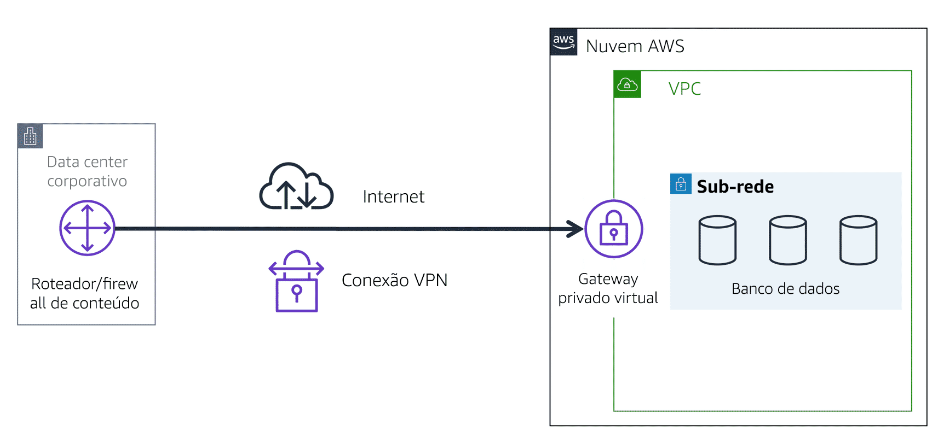 aws
Nuvem AWS
VPC
Data center
corporativo
Internet
Sub-rede
Roteador/firew
all de conteúdo
Conexão VPN
Gateway
privado virtual
Banco de dados